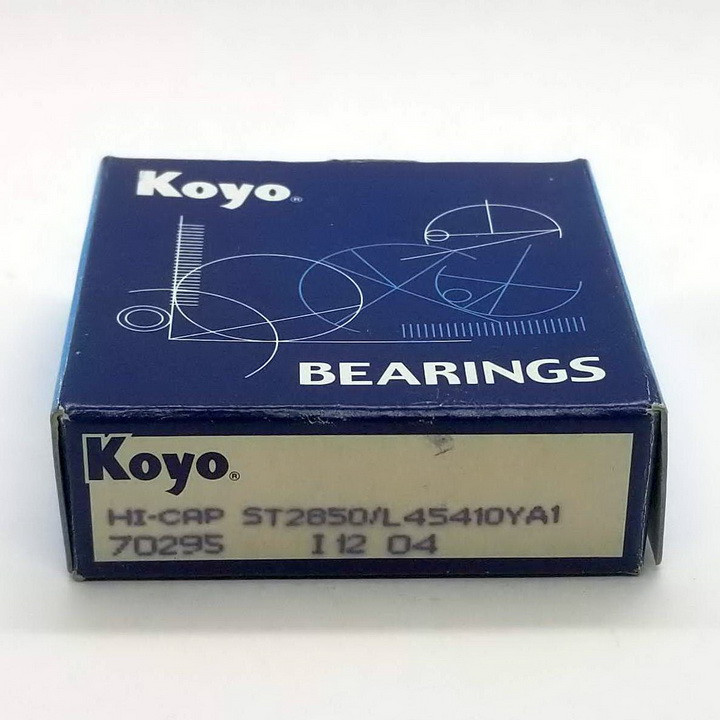 Koyo®
BEARINGS
Koyo®
HI-CAP ST2850/L45410YA1
70295 I 12 04